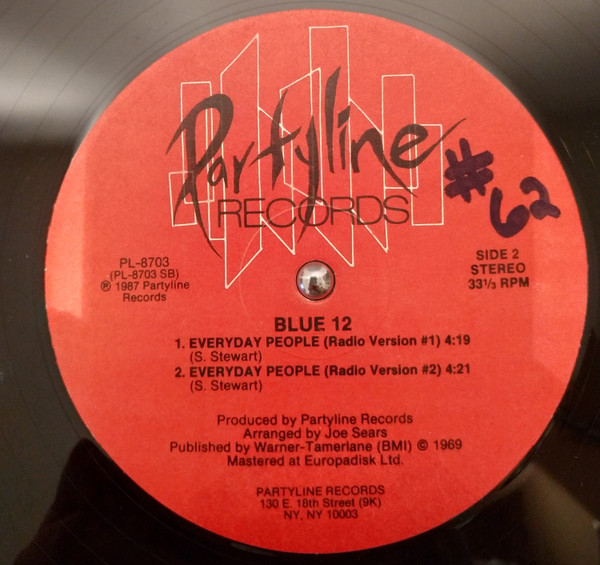 Partyline
RECORDS
#62
PL-8703
(PL-8703 SB)
℗ 1987 Partyline
Records
SIDE 2
STEREO
33⅓ RPM
BLUE 12
1. EVERYDAY PEOPLE (Radio Version #1) 4:19
(S. Stewart)
2. EVERYDAY PEOPLE (Radio Version #2) 4:21
(S. Stewart)
Produced by Partyline Records
Arranged by Joe Sears
Published by Warner-Tamerlane (BMI) © 1969
Mastered at Europadisk Ltd.
PARTYLINE RECORDS
130 E. 18th Street (9K)
NY, NY 10003